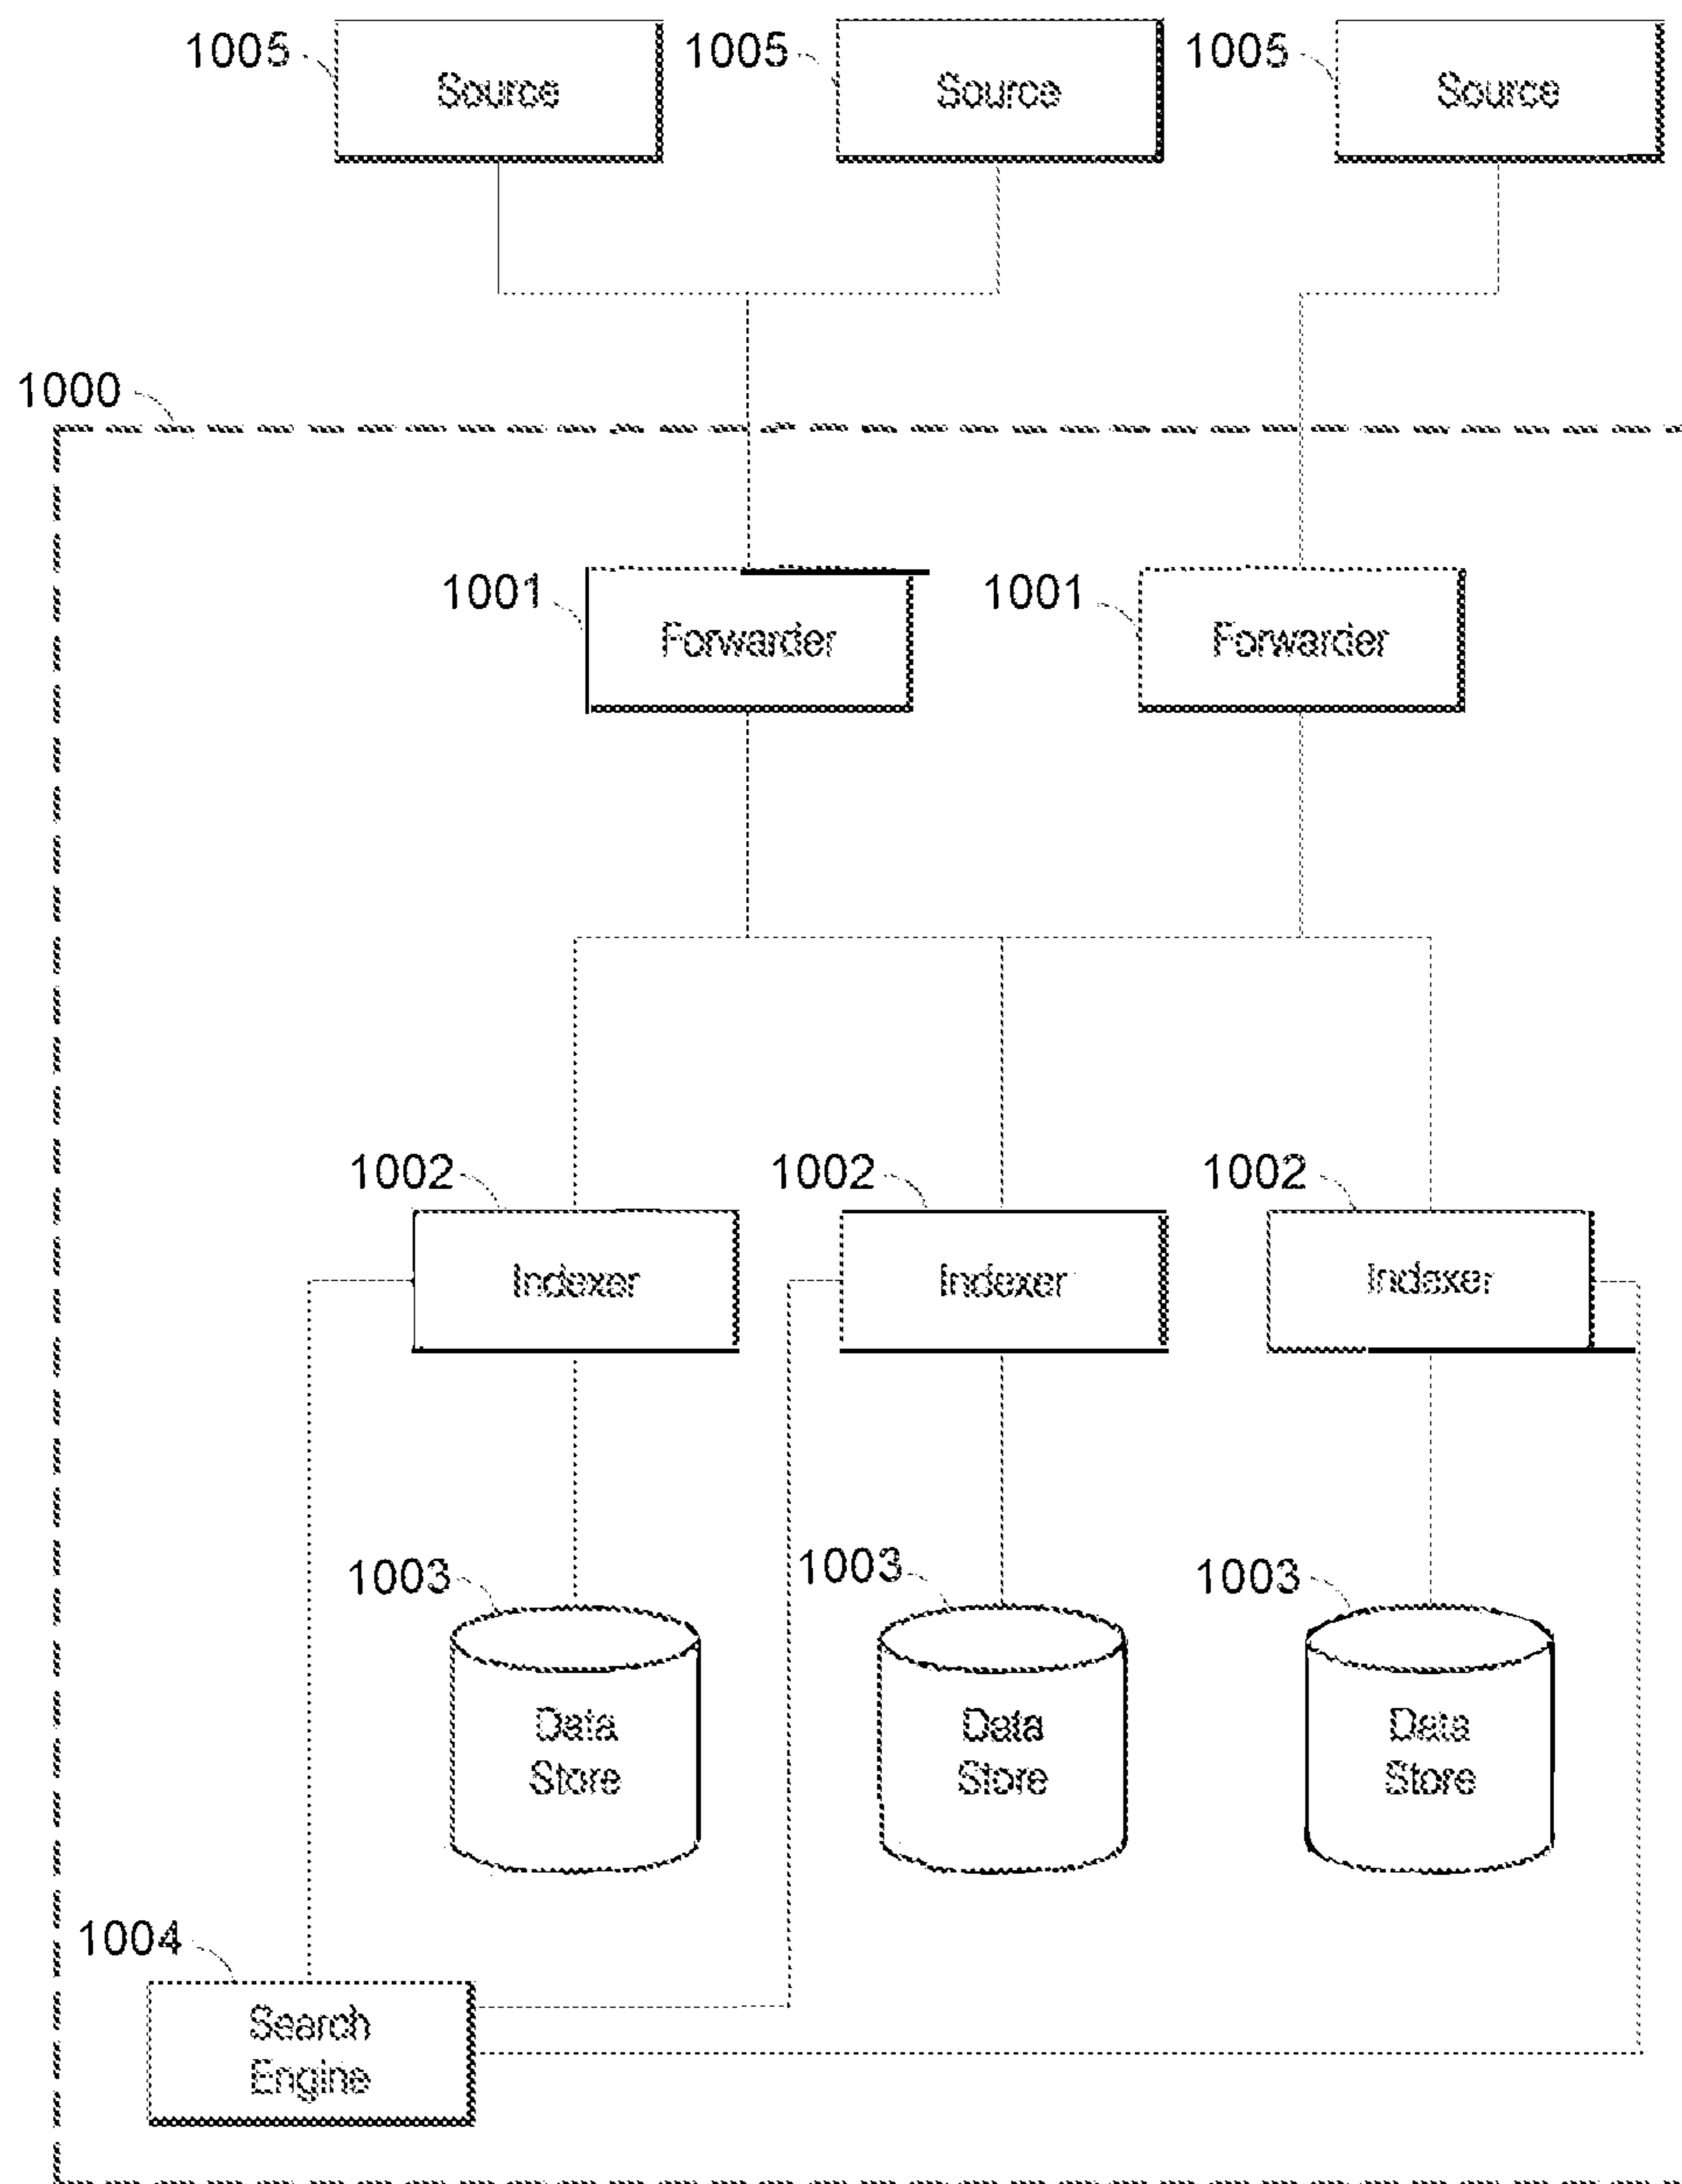 1005 Source 1005 Source 1005 Source
1000
1001 Forwarder 1001 Forwarder
1002 1002 1002
Indexer Indexer Indexer
1003 1003 1003
Data Data Data
Store Store Store
1004
Search
Engine